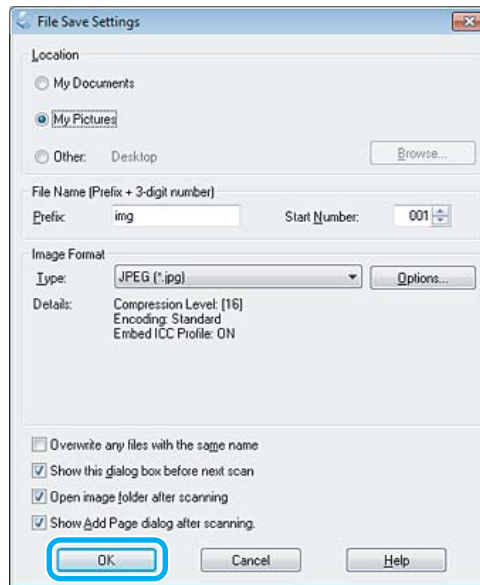 File Save Settings
Location
My Documents
My Pictures
Other: Desktop Browse...
File Name (Prefix + 3-digit number)
Prefix: img Start Number: 001
Image Format
Type: JPEG (*.jpg) Options...
Details: Compression Level: [16]
Encoding: Standard
Embed ICC Profile: ON
Overwrite any files with the same name
Show this dialog box before next scan
Open image folder after scanning
Show Add Page dialog after scanning.
OK Cancel Help